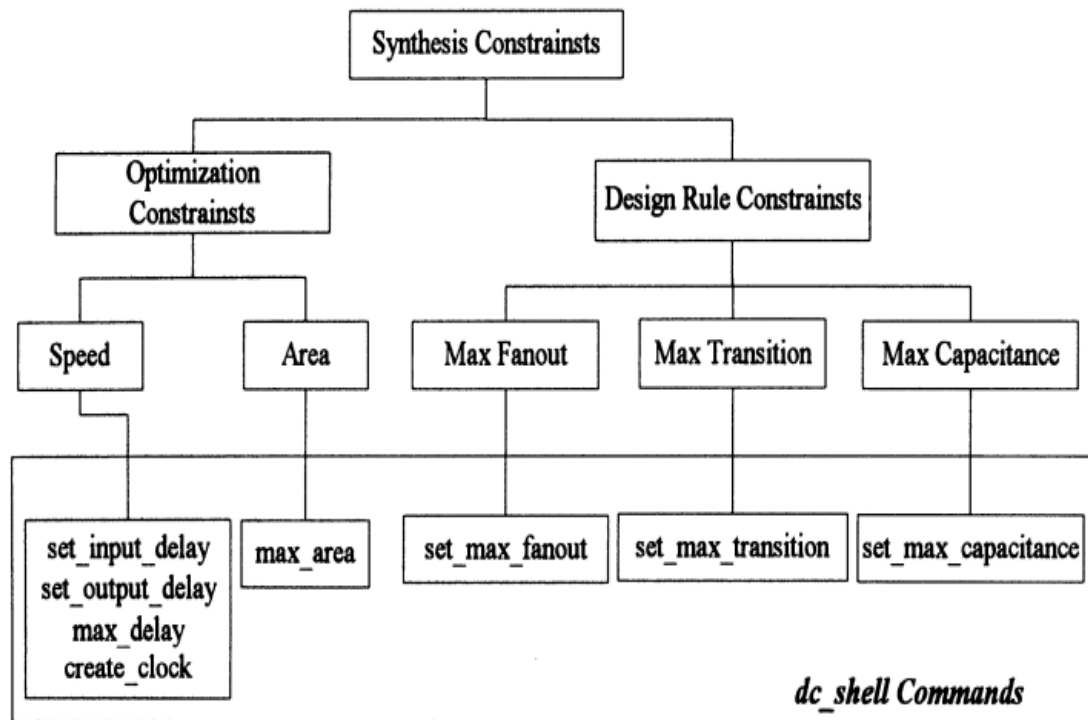 Synthesis Constrainsts
Optimization
Constrainsts
Design Rule Constrainsts
Speed
Area
Max Fanout
Max Transition
Max Capacitance
set_input_delay
set_output_delay
max_delay
create_clock
max_area
set_max_fanout
set_max_transition
set_max_capacitance
dc_shell Commands